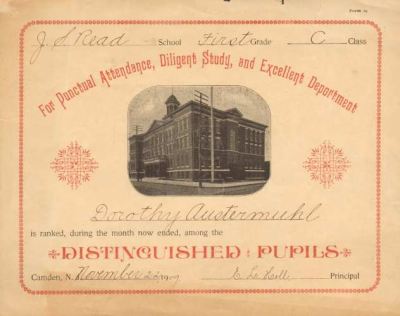 J. S. Read School First Grade C Class
For Punctual Attendance, Diligent Study, and Excellent Deportment
Dorothy Austermuhl
is ranked, during the month now ended, among the
DISTINGUISHED PUPILS
Camden, N. November Principal